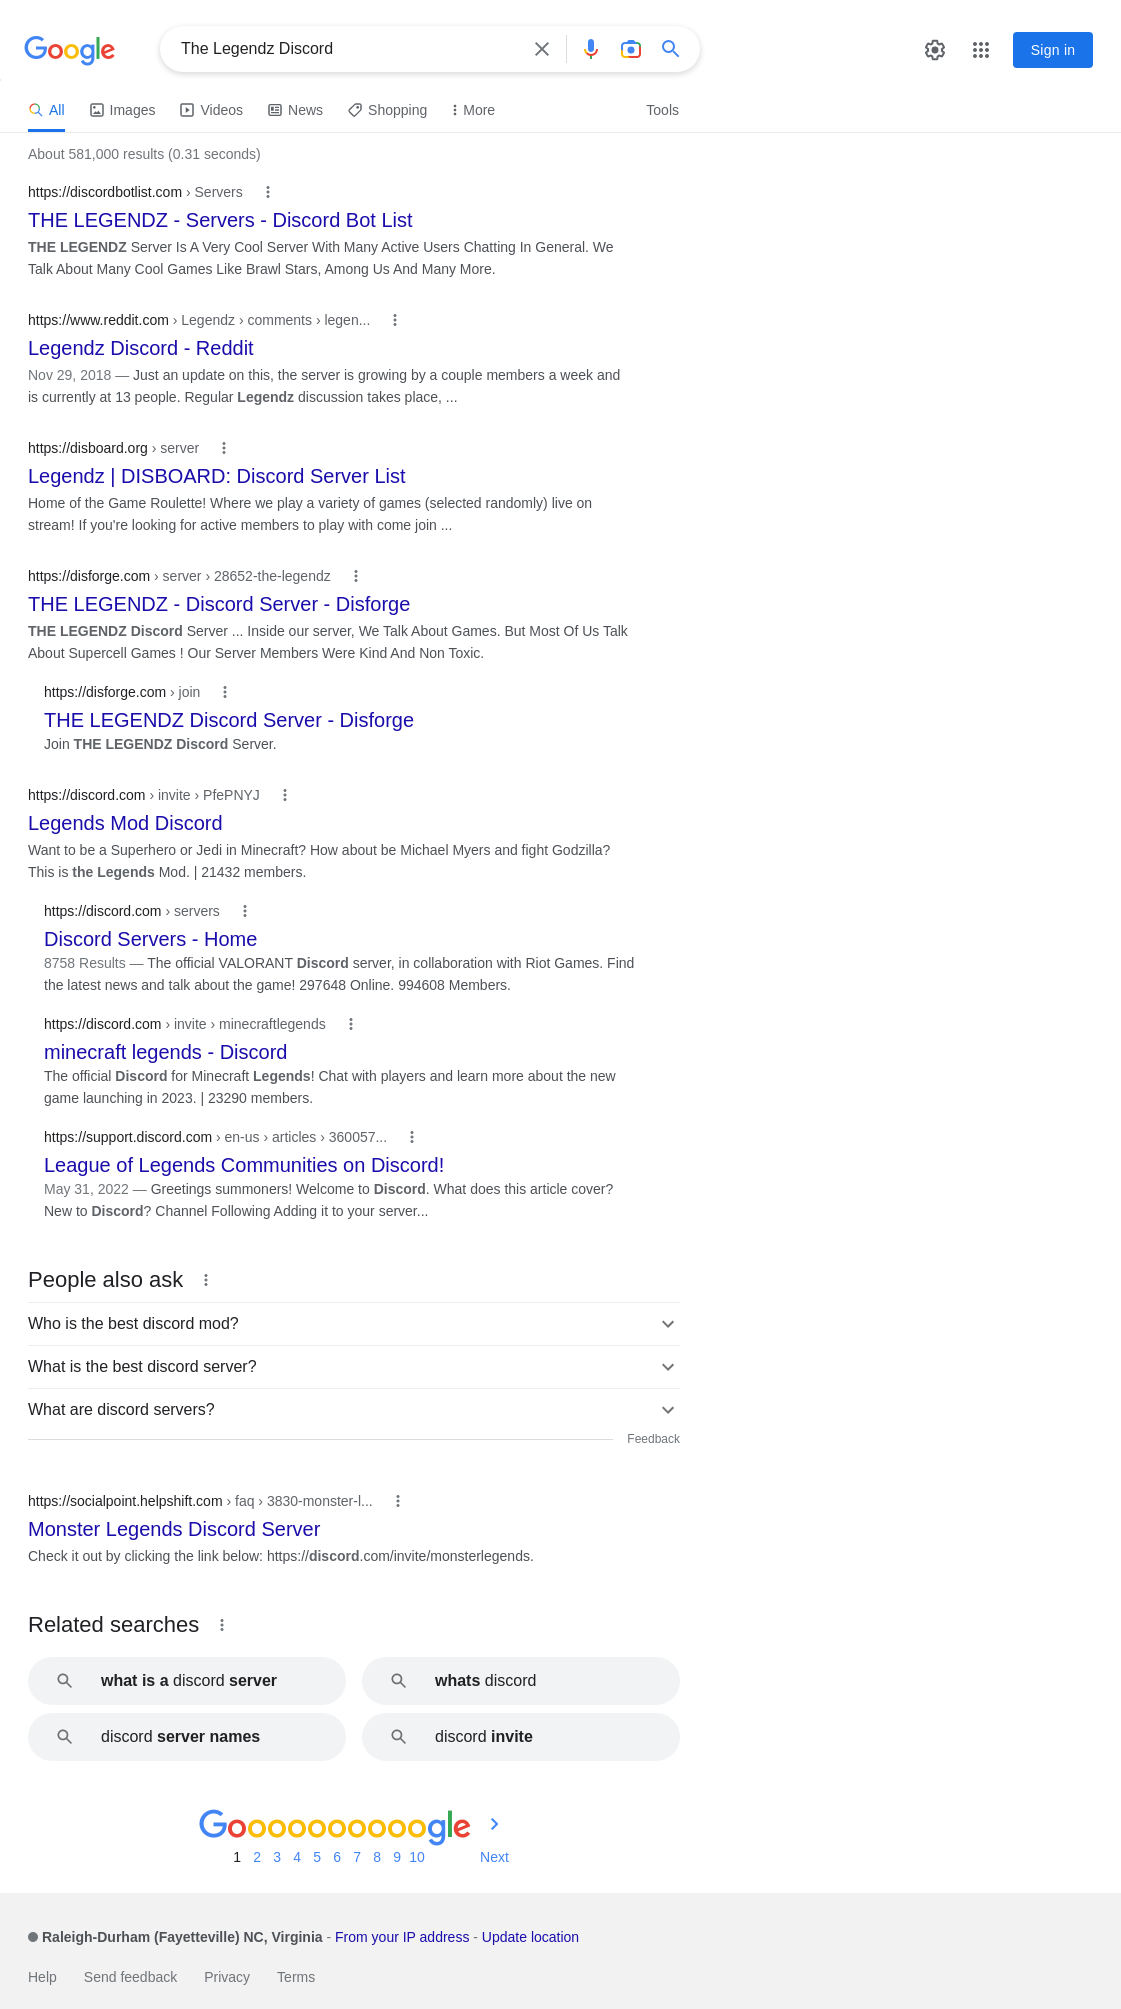 Google
The Legendz Discord
Sign in
All Images Videos News Shopping More Tools
About 581,000 results (0.31 seconds)
https://discordbotlist.com › Servers
THE LEGENDZ - Servers - Discord Bot List
THE LEGENDZ Server Is A Very Cool Server With Many Active Users Chatting In General. We
Talk About Many Cool Games Like Brawl Stars, Among Us And Many More.
https://www.reddit.com › Legendz › comments › legen...
Legendz Discord - Reddit
Nov 29, 2018 — Just an update on this, the server is growing by a couple members a week and
is currently at 13 people. Regular Legendz discussion takes place, ...
https://disboard.org › server
Legendz | DISBOARD: Discord Server List
Home of the Game Roulette! Where we play a variety of games (selected randomly) live on
stream! If you're looking for active members to play with come join ...
https://disforge.com › server › 28652-the-legendz
THE LEGENDZ - Discord Server - Disforge
THE LEGENDZ Discord Server ... Inside our server, We Talk About Games. But Most Of Us Talk
About Supercell Games ! Our Server Members Were Kind And Non Toxic.
https://disforge.com › join
THE LEGENDZ Discord Server - Disforge
Join THE LEGENDZ Discord Server.
https://discord.com › invite › PfePNYJ
Legends Mod Discord
Want to be a Superhero or Jedi in Minecraft? How about be Michael Myers and fight Godzilla?
This is the Legends Mod. | 21432 members.
https://discord.com › servers
Discord Servers - Home
8758 Results — The official VALORANT Discord server, in collaboration with Riot Games. Find
the latest news and talk about the game! 297648 Online. 994608 Members.
https://discord.com › invite › minecraftlegends
minecraft legends - Discord
The official Discord for Minecraft Legends! Chat with players and learn more about the new
game launching in 2023. | 23290 members.
https://support.discord.com › en-us › articles › 360057...
League of Legends Communities on Discord!
May 31, 2022 — Greetings summoners! Welcome to Discord. What does this article cover?
New to Discord? Channel Following Adding it to your server...
People also ask
Who is the best discord mod?
What is the best discord server?
What are discord servers?
Feedback
https://socialpoint.helpshift.com › faq › 3830-monster-l...
Monster Legends Discord Server
Check it out by clicking the link below: https://discord.com/invite/monsterlegends.
Related searches
what is a discord server
whats discord
discord server names
discord invite
Goooooooooogle
1 2 3 4 5 6 7 8 9 10 Next
Raleigh-Durham (Fayetteville) NC, Virginia - From your IP address - Update location
Help Send feedback Privacy Terms